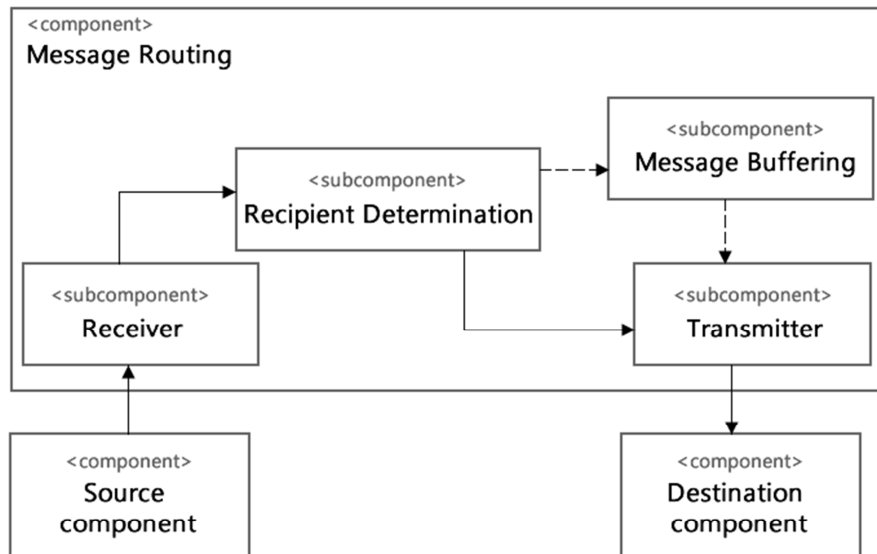 <component>
Message Routing
<subcomponent>
Message Buffering
<subcomponent>
Recipient Determination
<subcomponent>
Receiver
<subcomponent>
Transmitter
<component>
Source
component
<component>
Destination
component